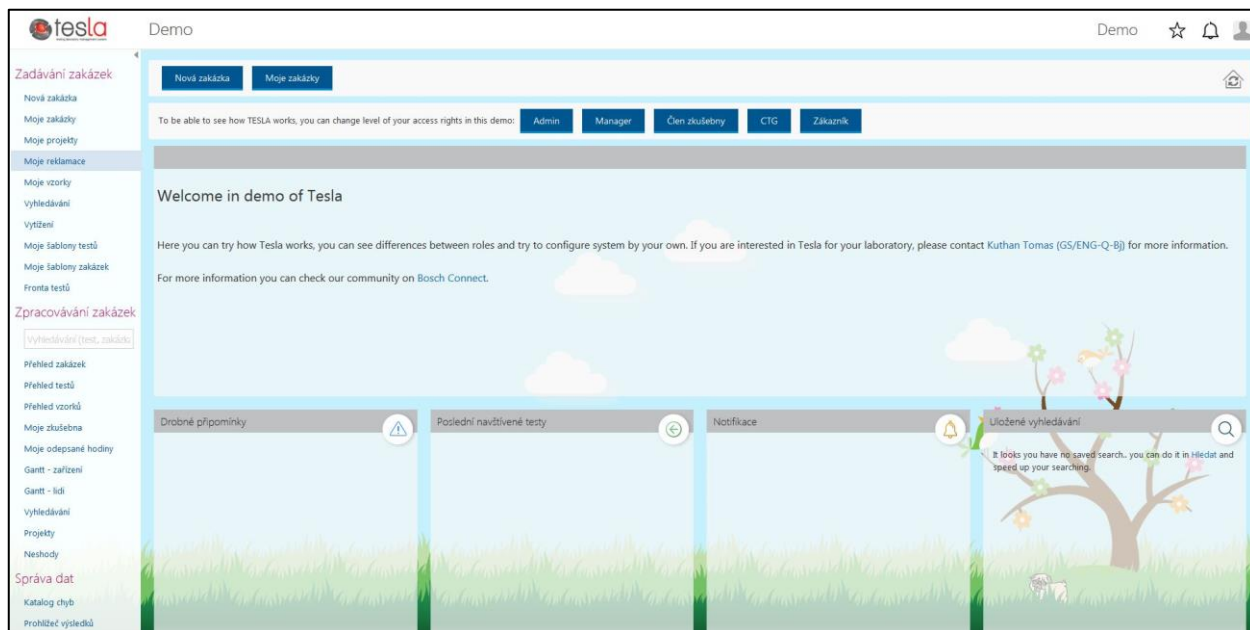 tesla
Demo
Demo
Zadávání zakázek
Nová zakázka
Moje zakázky
Moje projekty
Moje reklamace
Moje vzorky
Vyhledávání
Vytížení
Moje šablony testů
Moje šablony zakázek
Fronta testů
Zpracovávání zakázek
Vyhledávání (test, zakázk
Přehled zakázek
Přehled testů
Přehled vzorků
Moje zkušebna
Moje odepsané hodiny
Gantt - zařízení
Gantt - lidi
Vyhledávání
Projekty
Neshody
Správa dat
Katalog chyb
Prohlížeč výsledků
Nová zakázka
Moje zakázky
To be able to see how TESLA works, you can change level of your access rights in this demo:
Admin
Manager
Člen zkušebny
CTG
Zákazník
Welcome in demo of Tesla
Here you can try how Tesla works, you can see differences between roles and try to configure system by your own. If you are interested in Tesla for your laboratory, please contact Kuthan Tomas (GS/ENG-Q-Bj) for more information.
For more information you can check our community on Bosch Connect.
Drobné připomínky
Poslední navštívené testy
Notifikace
Uložené vyhledávání
It looks you have no saved search.. you can do it in Hledat and
speed up your searching.